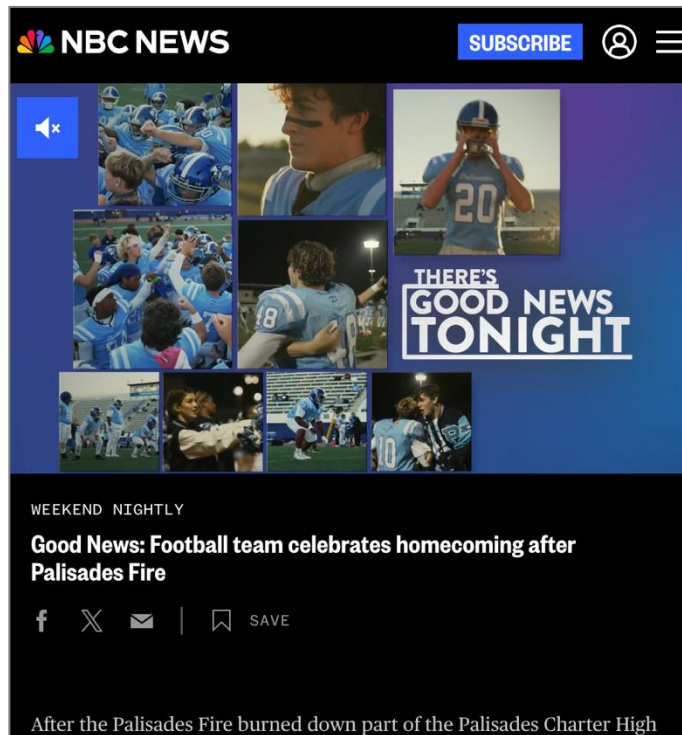 NBC NEWS
SUBSCRIBE
Palisades
20
THERE'S
GOOD NEWS
TONIGHT
48
10
WEEKEND NIGHTLY
Good News: Football team celebrates homecoming after
Palisades Fire
SAVE
After the Palisades Fire burned down part of the Palisades Charter High